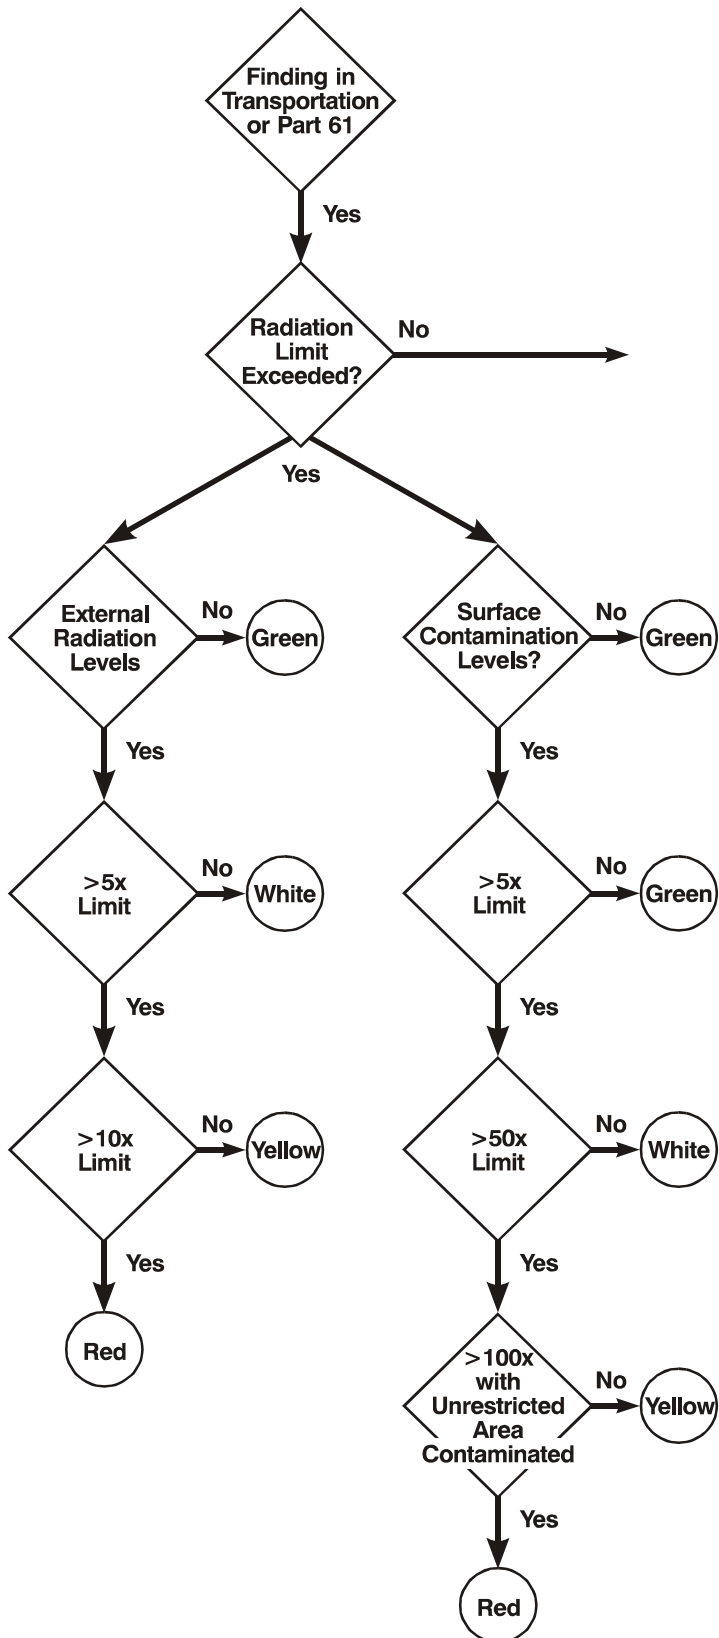 Finding in
Transportation
or Part 61
Yes
Radiation
Limit
Exceeded?
No
Yes
External
Radiation
Levels
No
Green
Surface
Contamination
Levels?
No
Green
Yes
Yes
>5x
Limit
No
White
>5x
Limit
No
Green
Yes
Yes
>10x
Limit
No
Yellow
>50x
Limit
No
White
Yes
Yes
Red
>100x
with
Unrestricted
Area
Contaminated
No
Yellow
Yes
Red